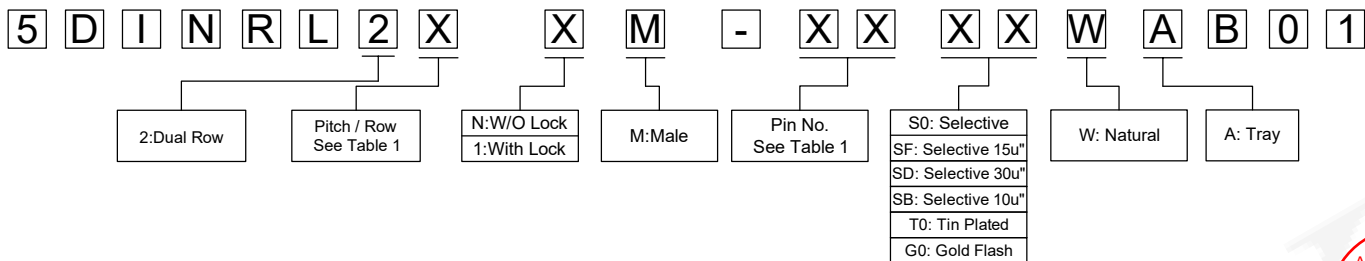 5 D I N R L 2 X X M - X X X X W A B 0 1
2:Dual Row
Pitch / Row
See Table 1
N:W/O Lock
1:With Lock
M:Male
Pin No.
See Table 1
S0: Selective
SF: Selective 15u"
SD: Selective 30u"
SB: Selective 10u"
T0: Tin Plated
G0: Gold Flash
W: Natural
A: Tray